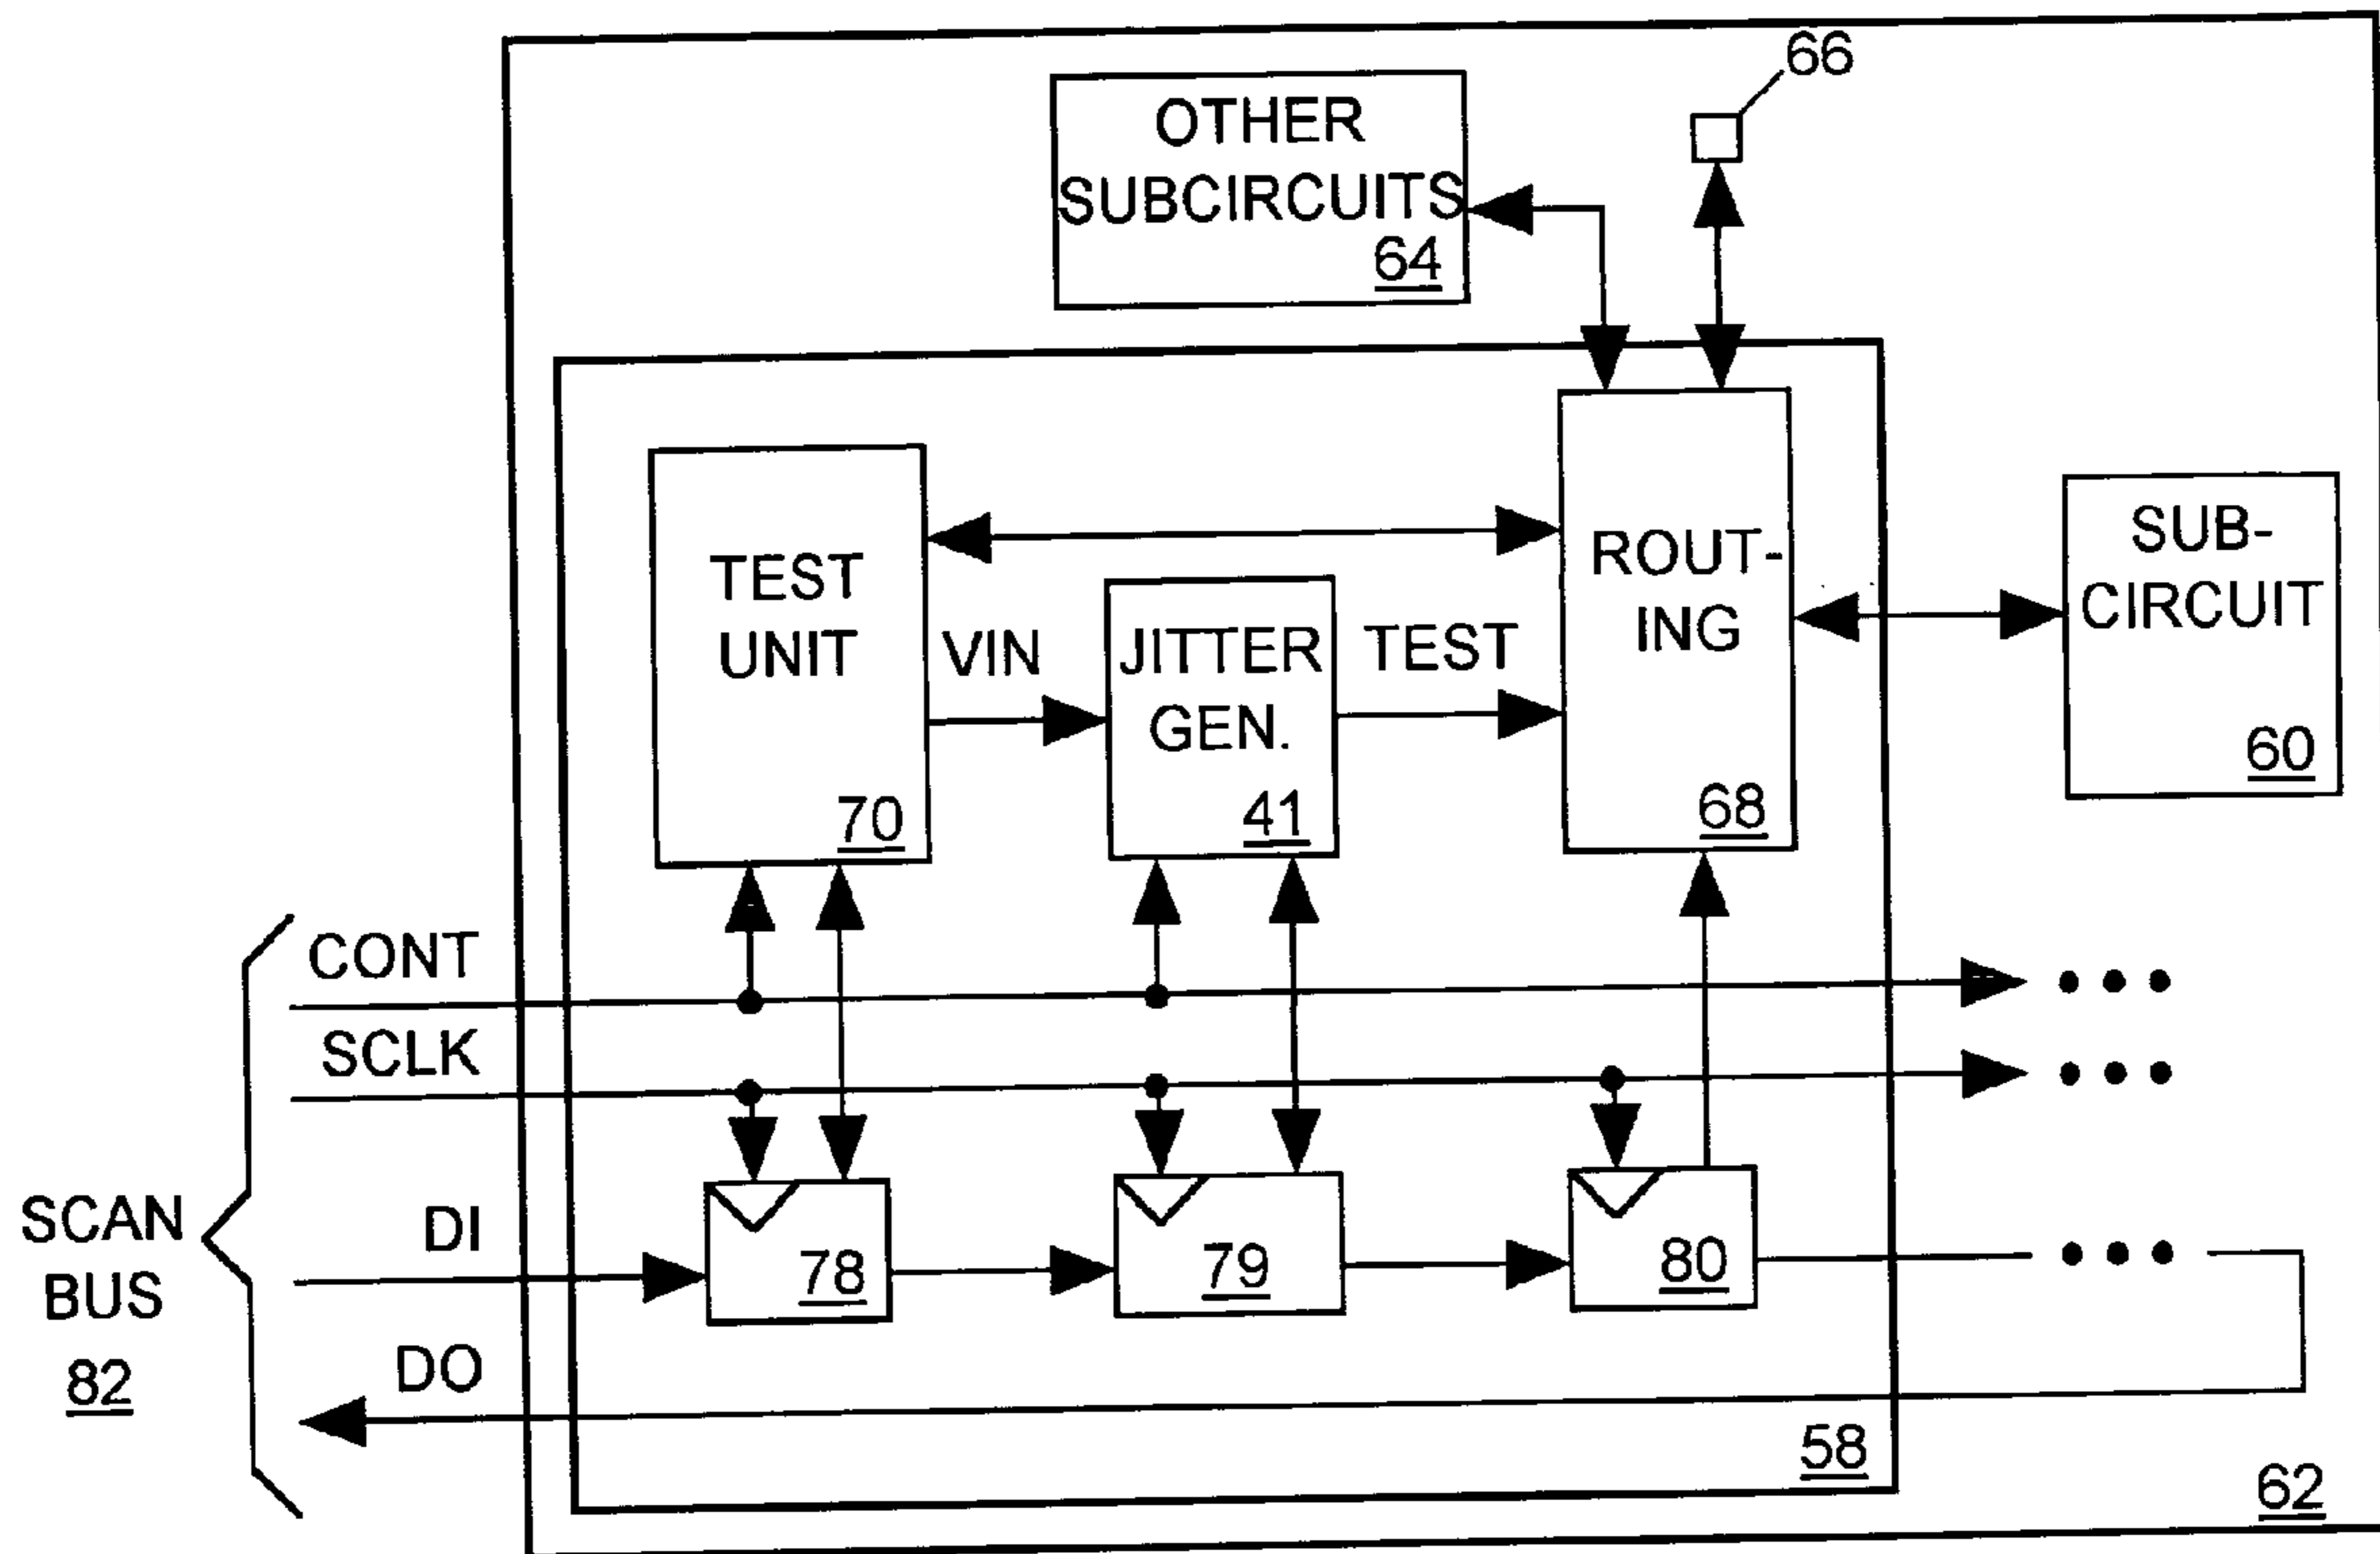 66
OTHER
SUBCIRCUITS
64
TEST
UNIT
70
VIN
JITTER
GEN.
41
TEST
ROUT-
ING
68
SUB-
CIRCUIT
60
CONT
SCLK
SCAN
BUS
82
DI
DO
78
79
80
58
62